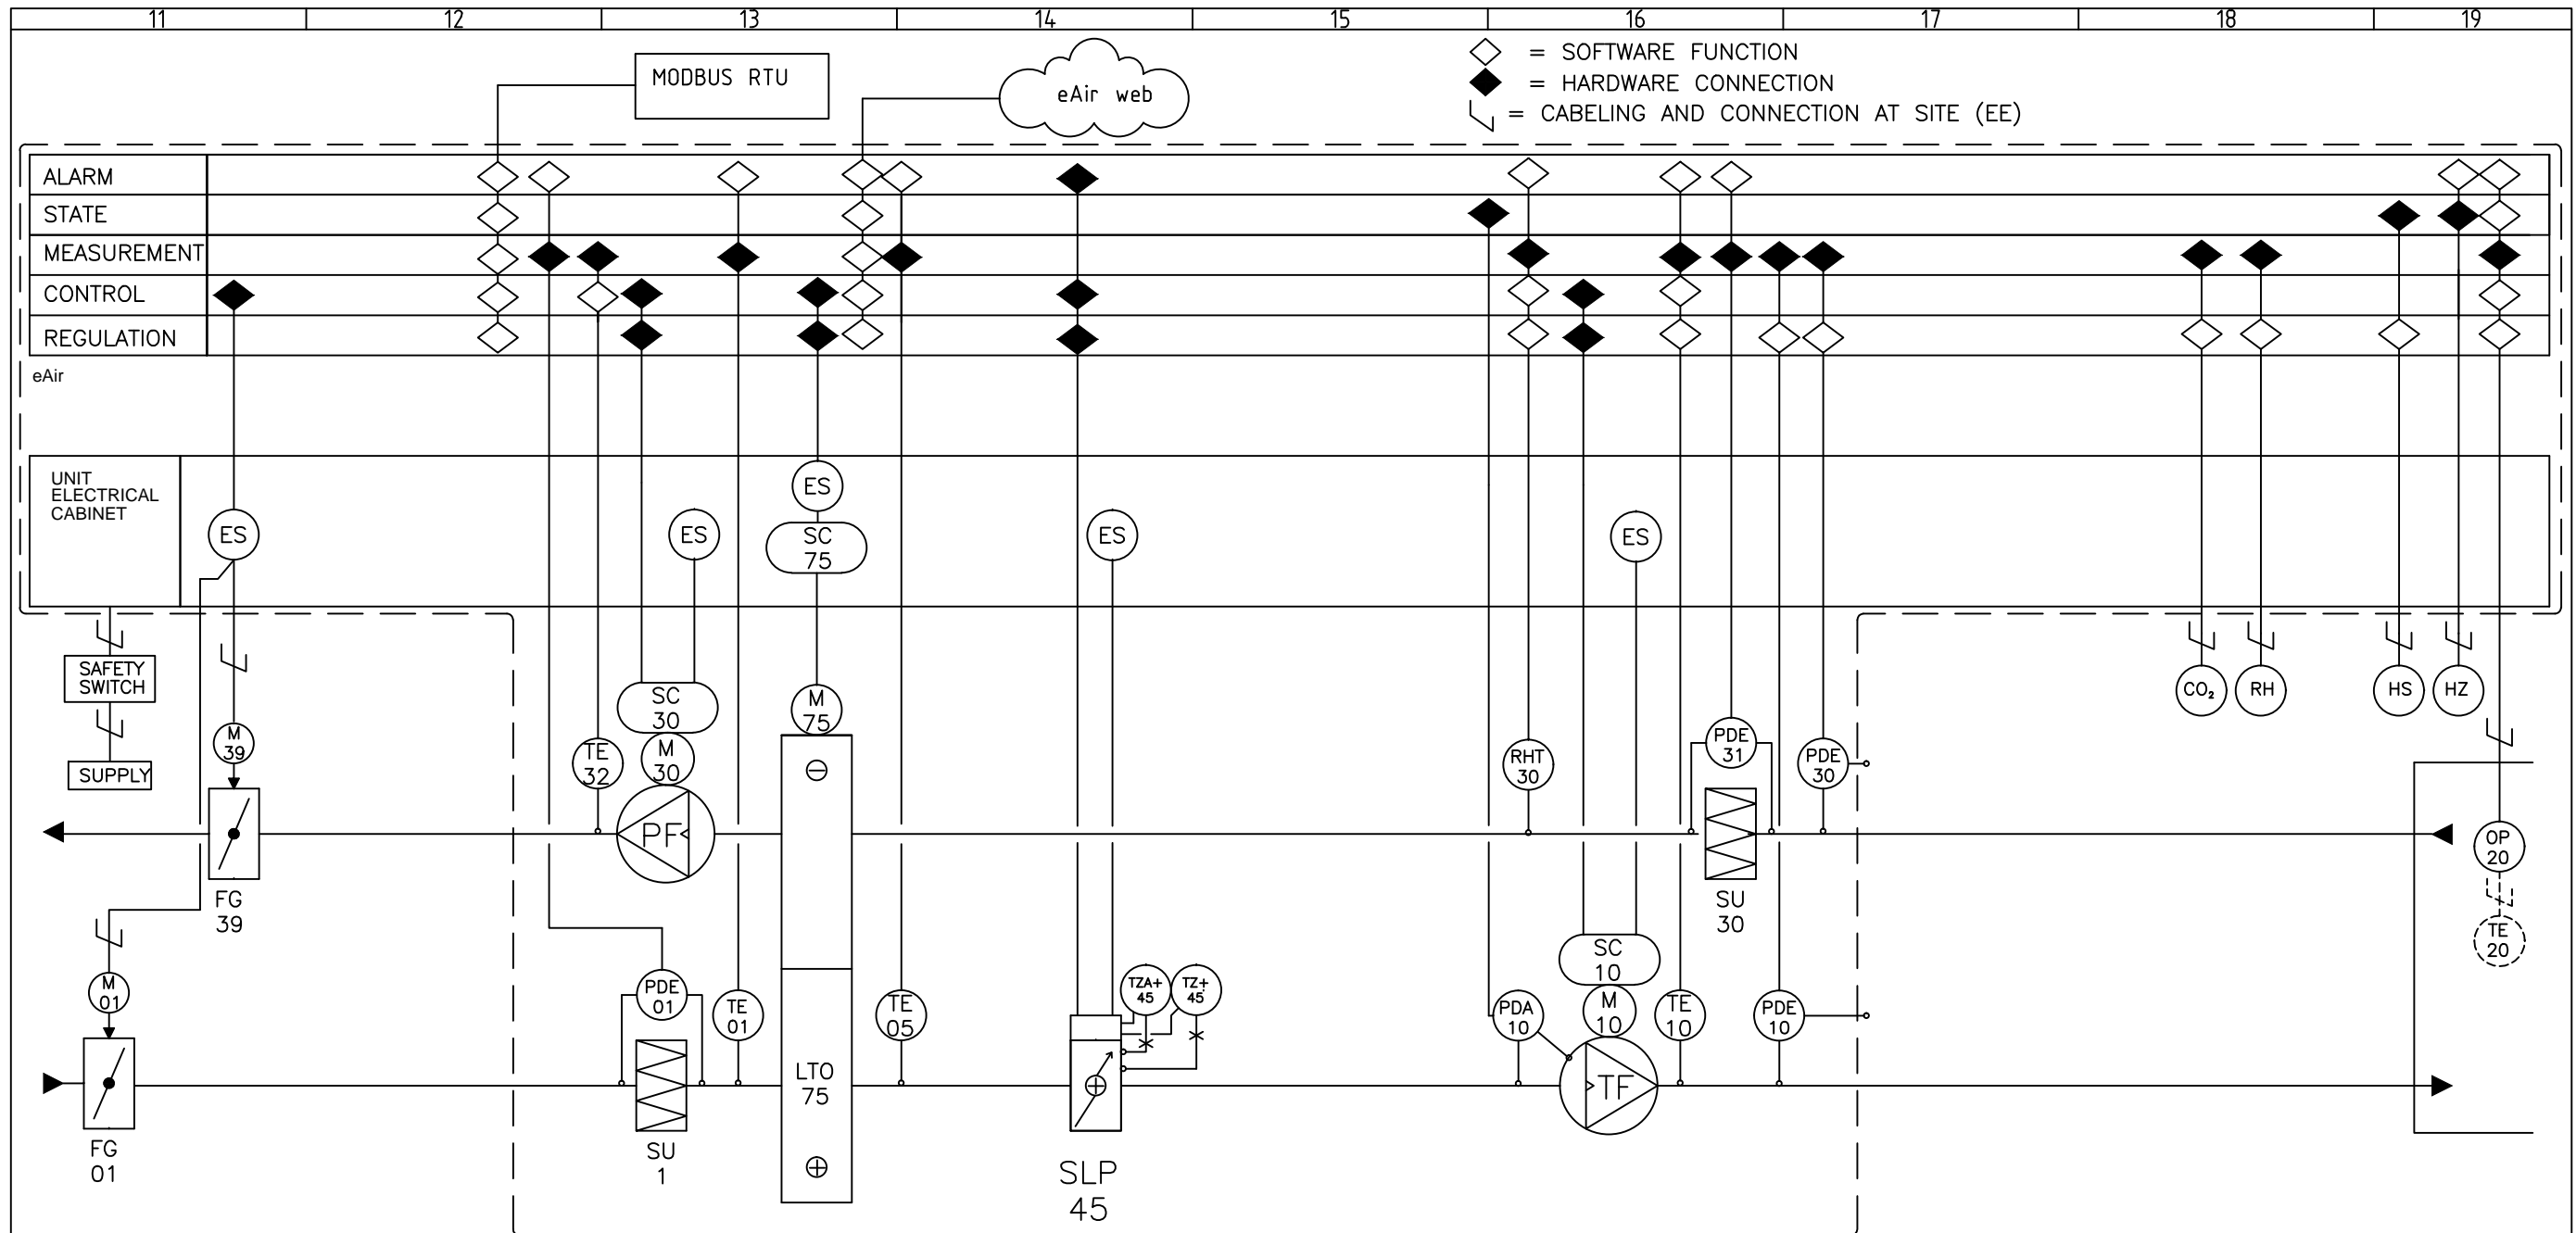 11 12 13 14 15 16 17 18 19
MODBUS RTU
eAir web
= SOFTWARE FUNCTION
= HARDWARE CONNECTION
= CABELING AND CONNECTION AT SITE (EE)
ALARM
STATE
MEASUREMENT
CONTROL
REGULATION
eAir
UNIT
ELECTRICAL
CABINET
ES
ES
ES
SC
75
ES
ES
SAFETY
SWITCH
SUPPLY
M
39
TE
32
SC
30
M
30
PF
M
75
RHT
30
PDE
31
PDE
30
CO₂
RH
HS
HZ
FG
39
SU
30
OP
20
TE
20
M
01
FG
01
PDE
01
SU
1
TE
01
LTO
75
TE
05
TZA+
45
TZ+
45
SLP
45
PDA
10
SC
10
M
10
TF
TE
10
PDE
10